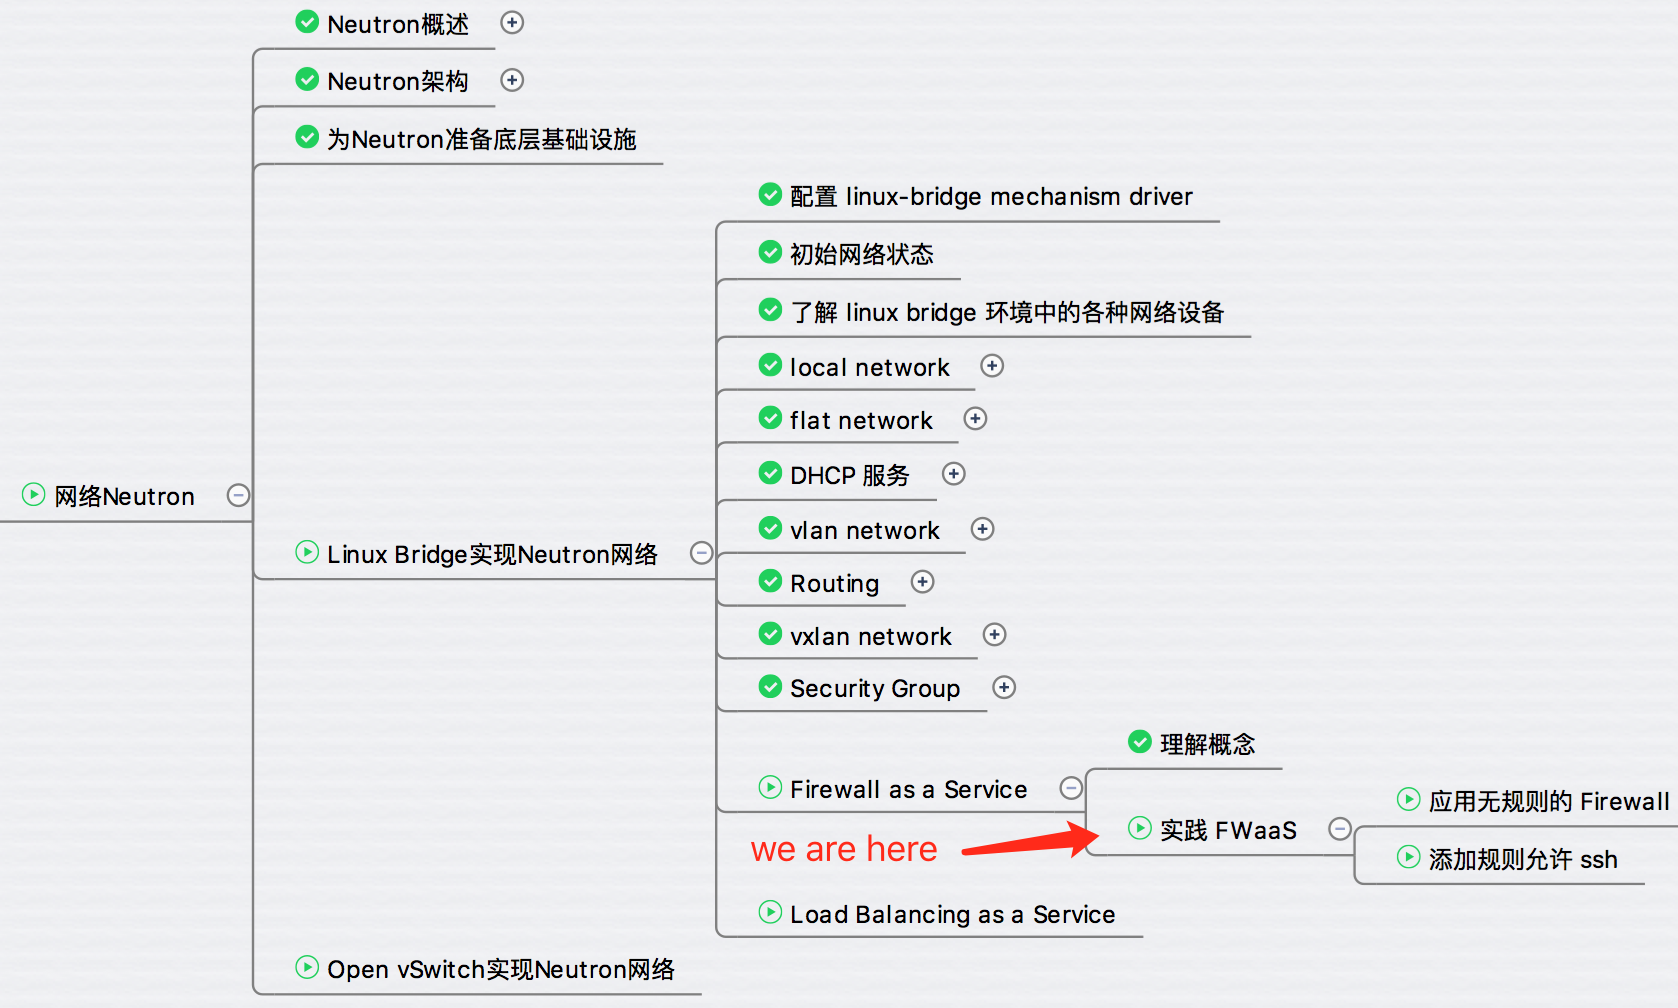 Neutron概述
Neutron架构
为Neutron准备底层基础设施
配置 linux-bridge mechanism driver
初始网络状态
了解 linux bridge 环境中的各种网络设备
local network
flat network
DHCP 服务
网络Neutron
vlan network
Linux Bridge实现Neutron网络
Routing
vxlan network
Security Group
理解概念
Firewall as a Service
应用无规则的 Firewall
实践 FWaaS
we are here
添加规则允许 ssh
Load Balancing as a Service
Open vSwitch实现Neutron网络